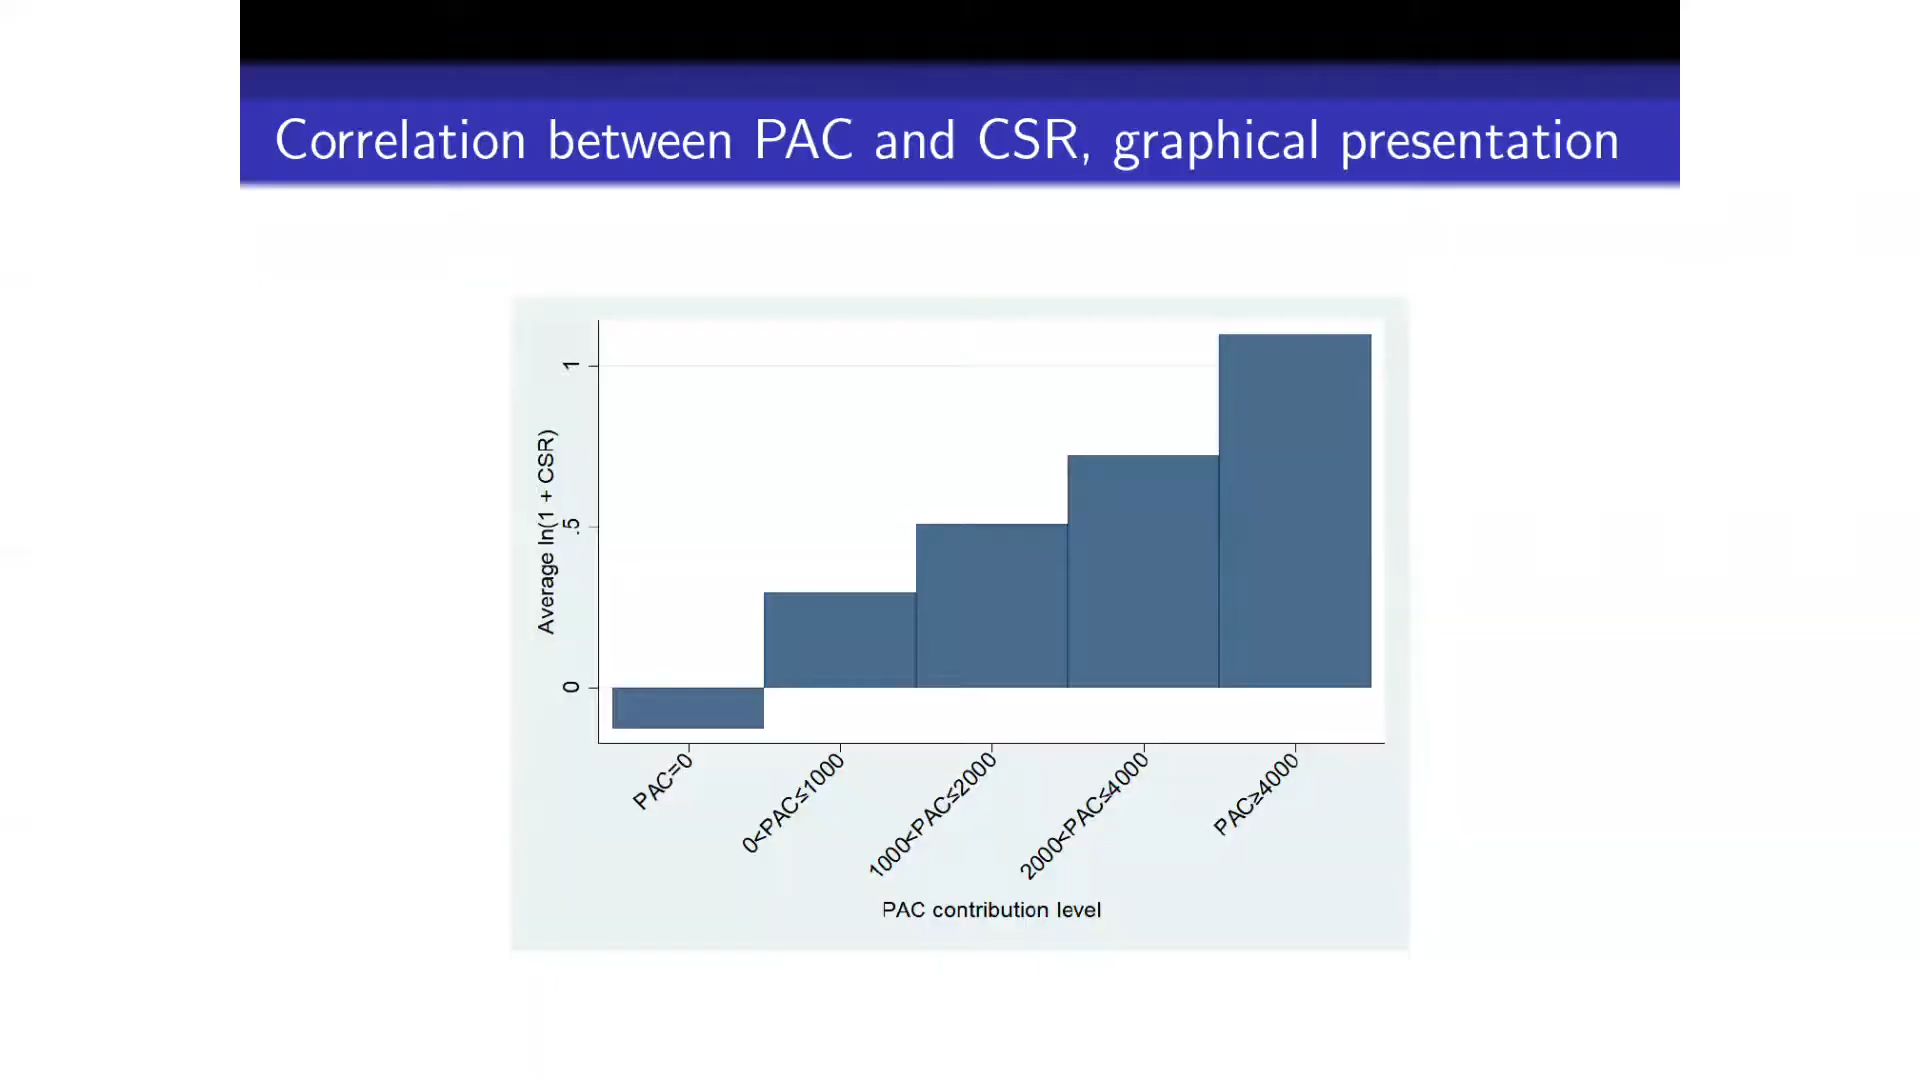 Correlation between PAC and CSR, graphical presentation
Average ln(1 + CSR)
1
.5
0
PAC=0
0<PAC≤1000
1000<PAC≤2000
2000<PAC≤4000
PAC≥4000
PAC contribution level